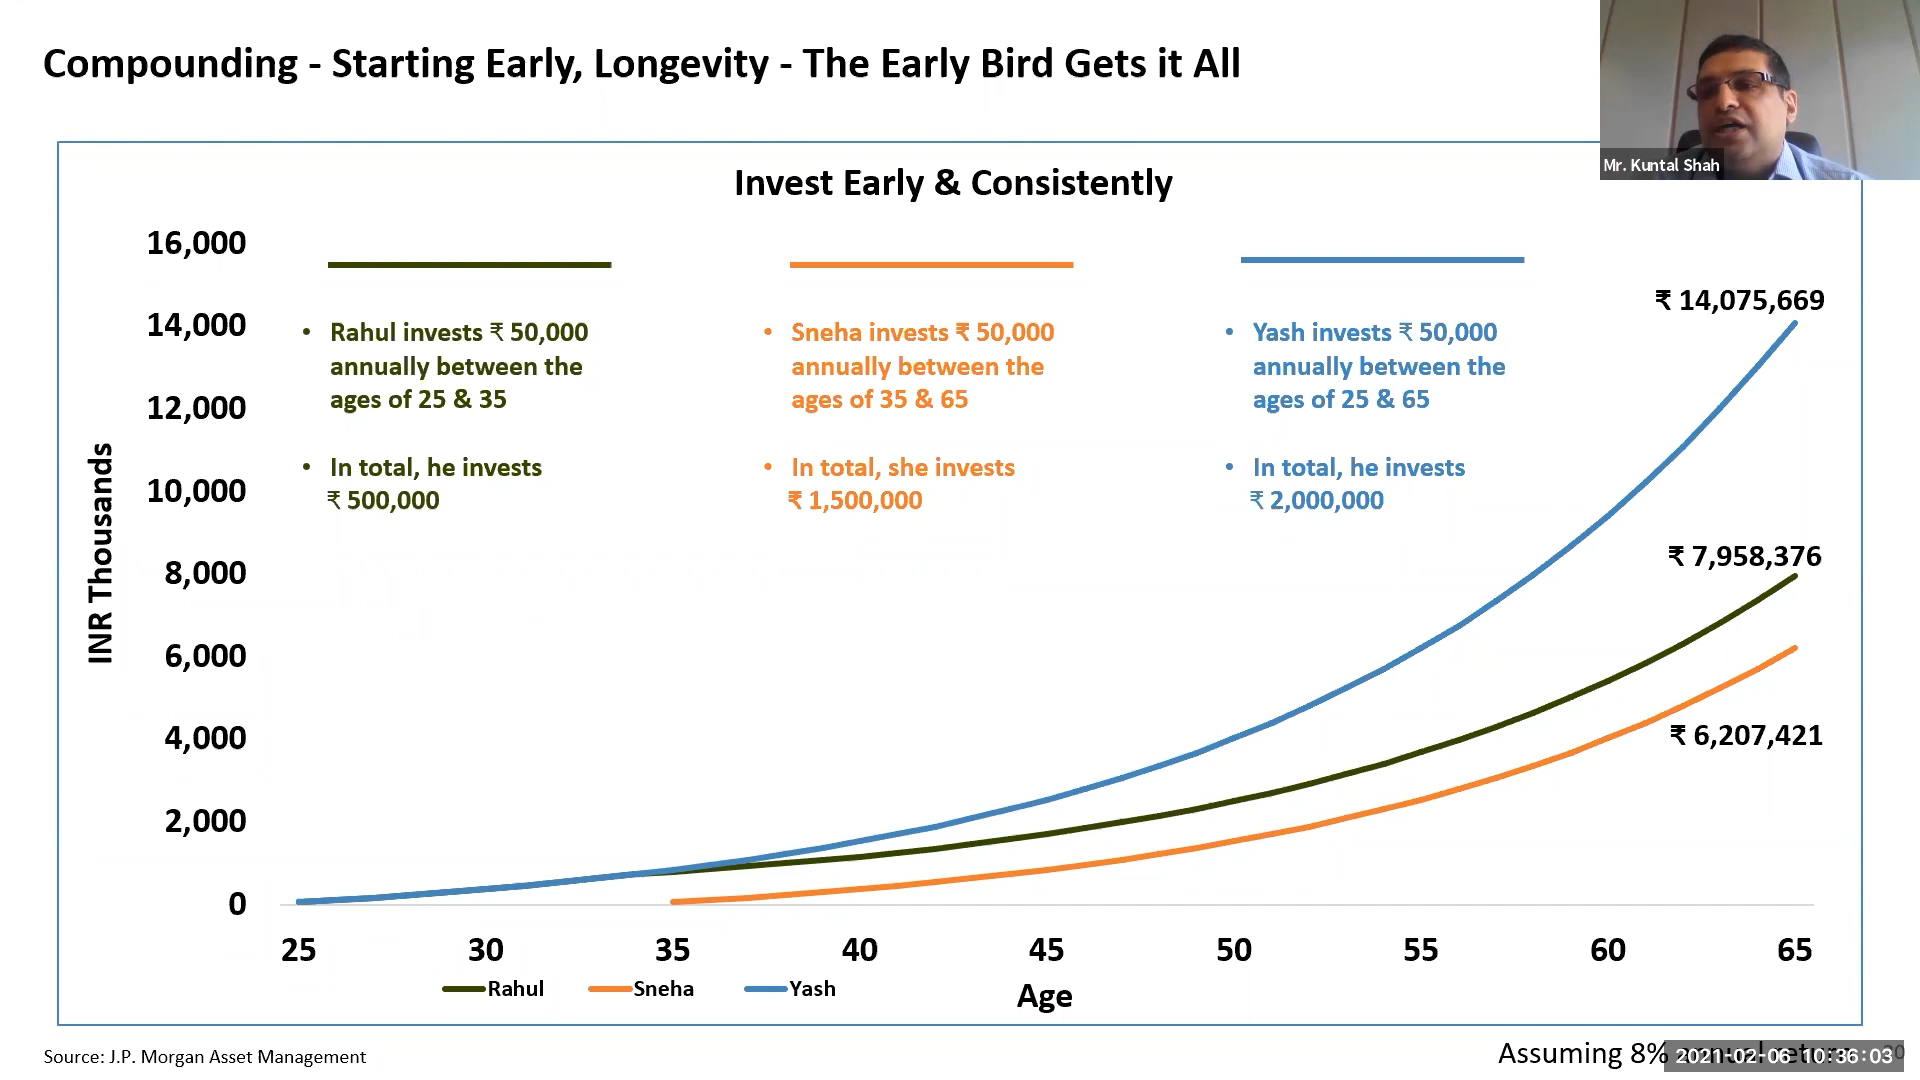 Compounding - Starting Early, Longevity - The Early Bird Gets it All
Mr. Kuntal Shah
Invest Early & Consistently
16,000
14,000
12,000
10,000
8,000
6,000
4,000
2,000
0
INR Thousands
• Rahul invests ₹ 50,000
annually between the
ages of 25 & 35
• In total, he invests
₹ 500,000
• Sneha invests ₹ 50,000
annually between the
ages of 35 & 65
• In total, she invests
₹ 1,500,000
• Yash invests ₹ 50,000
annually between the
ages of 25 & 65
• In total, he invests
₹ 2,000,000
₹ 14,075,669
₹ 7,958,376
₹ 6,207,421
25 30 35 40 45 50 55 60 65
Rahul Sneha Yash
Age
Source: J.P. Morgan Asset Management
Assuming 8%
2021-02-06 10:36:03